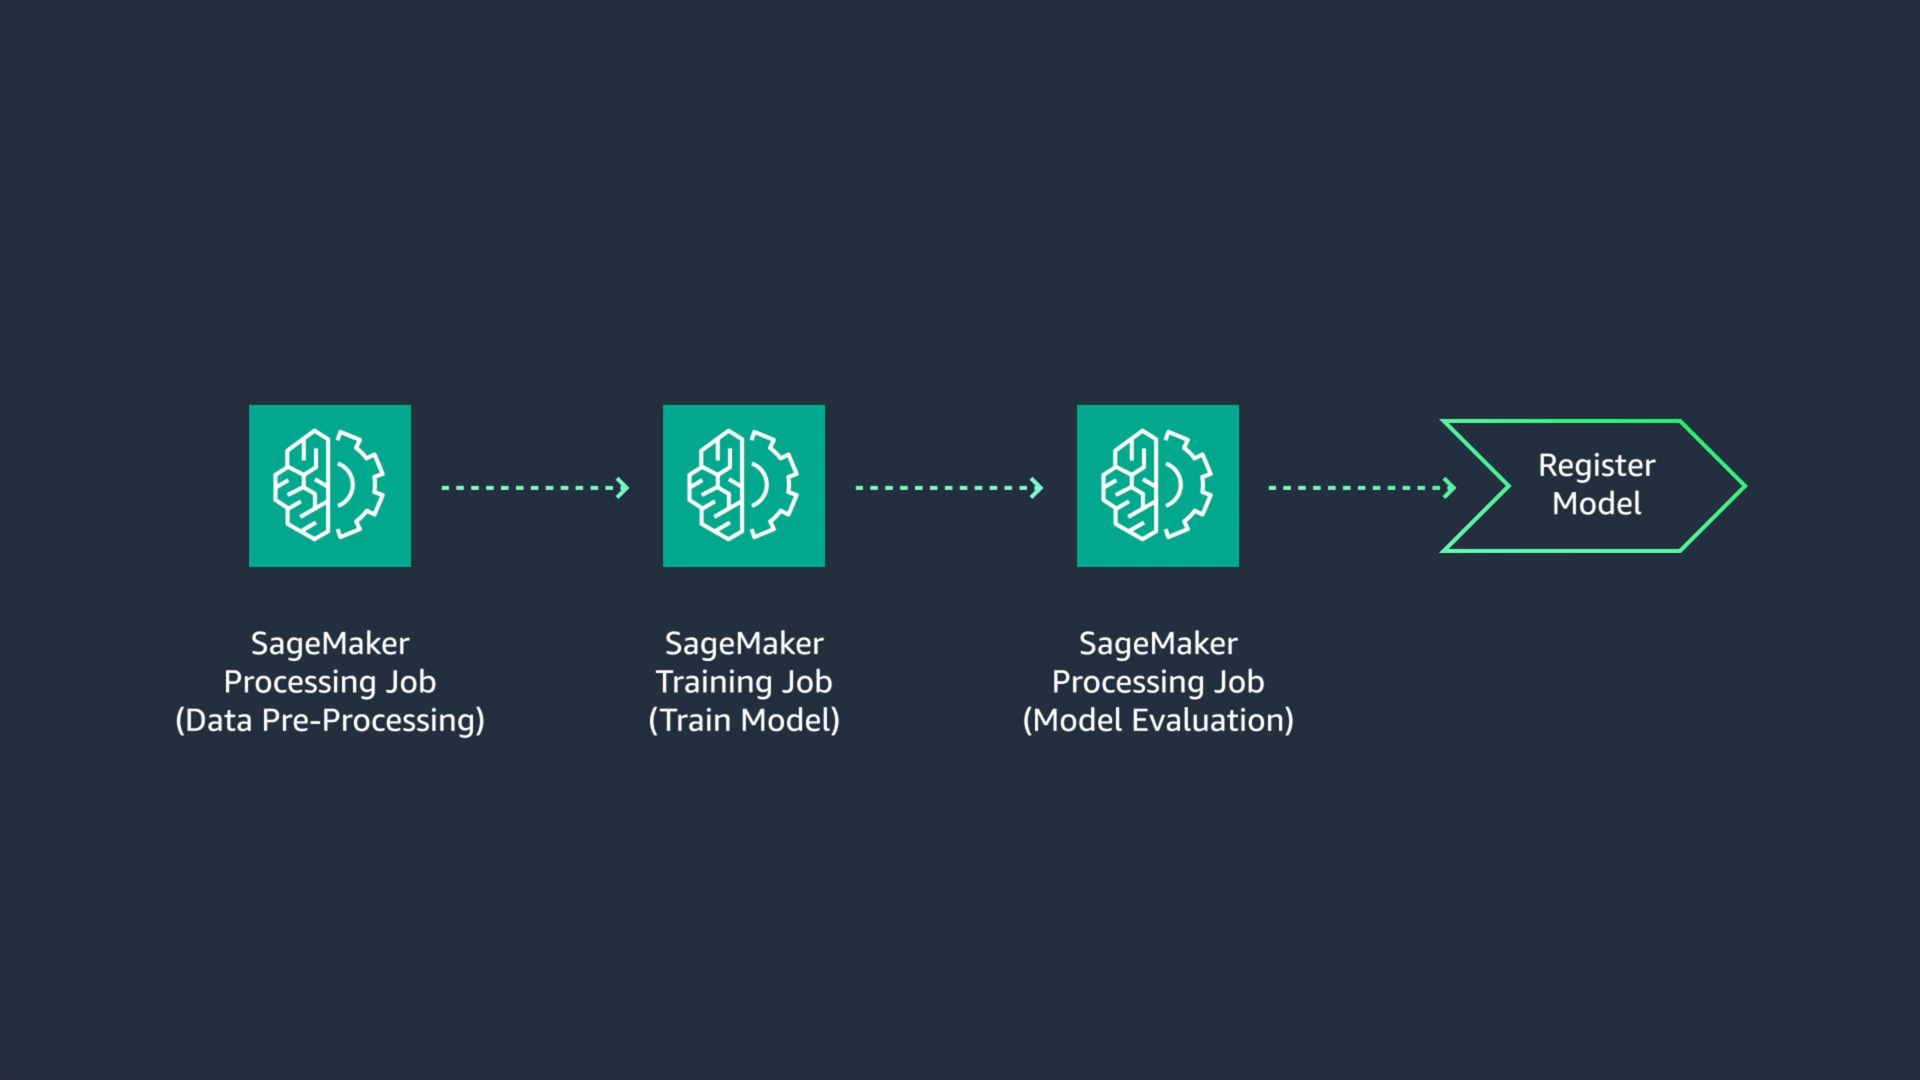 SageMaker
Processing Job
(Data Pre-Processing)
SageMaker
Training Job
(Train Model)
SageMaker
Processing Job
(Model Evaluation)
Register
Model